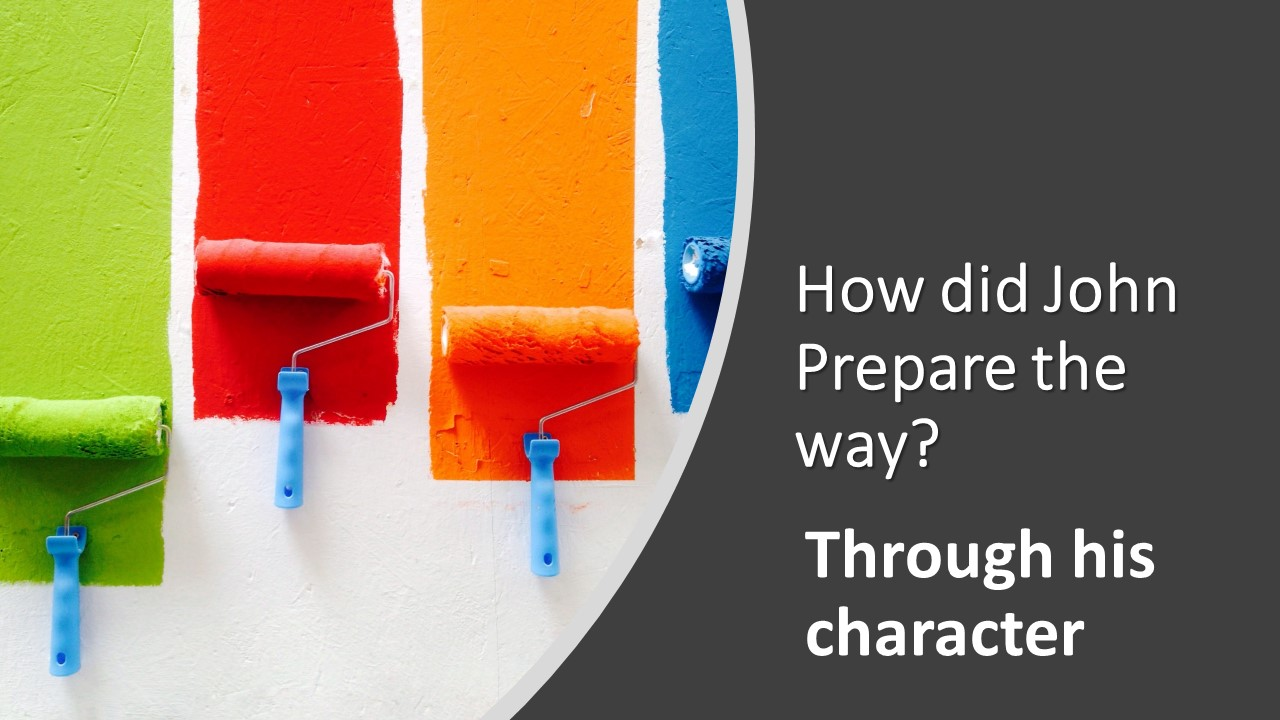 How did John
Prepare the
way?
Through his
character